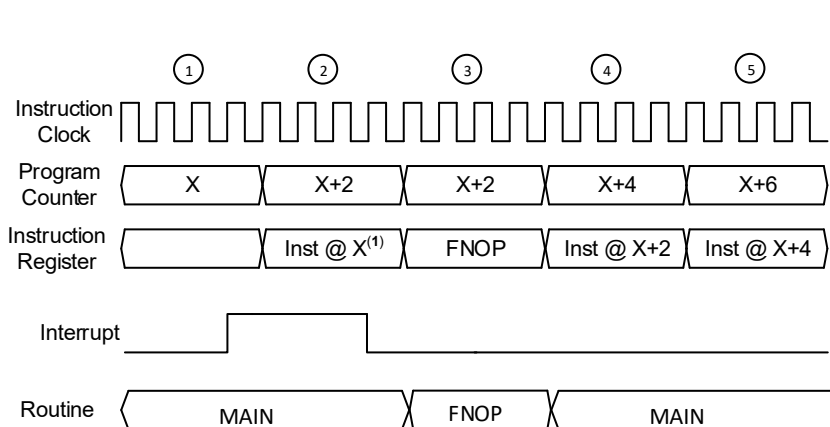 1 2 3 4 5
Instruction
Clock
Program
Counter
X X+2 X+2 X+4 X+6
Instruction
Register
Inst @ X(1) FNOP Inst @ X+2 Inst @ X+4
Interrupt
Routine MAIN FNOP MAIN